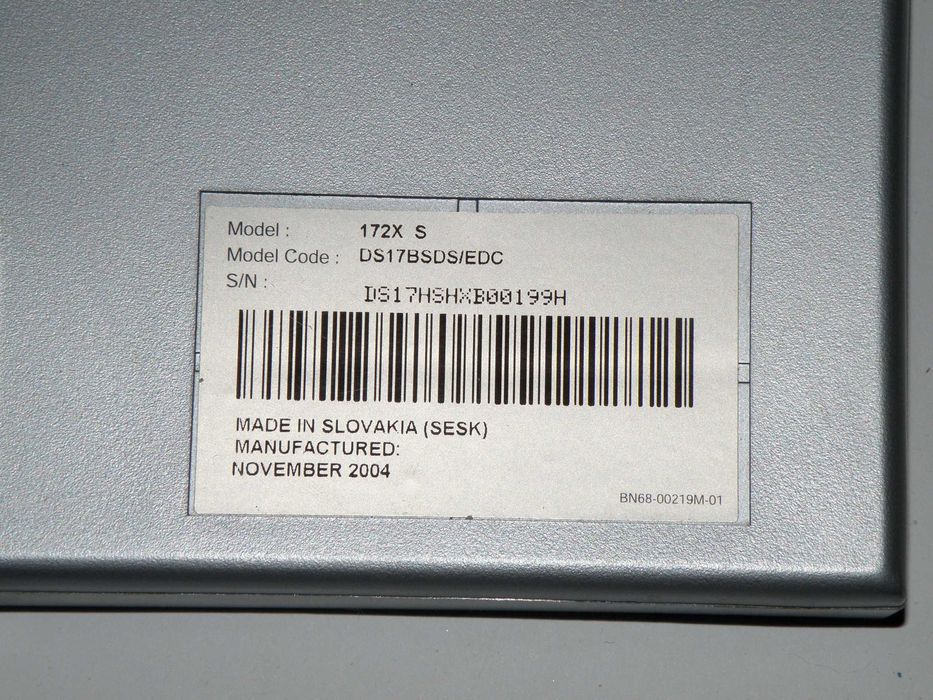 Model : 172X S
Model Code : DS17BSDS/EDC
S/N :
DS17HSHXB00199H
MADE IN SLOVAKIA (SESK)
MANUFACTURED:
NOVEMBER 2004
BN68-00219M-01